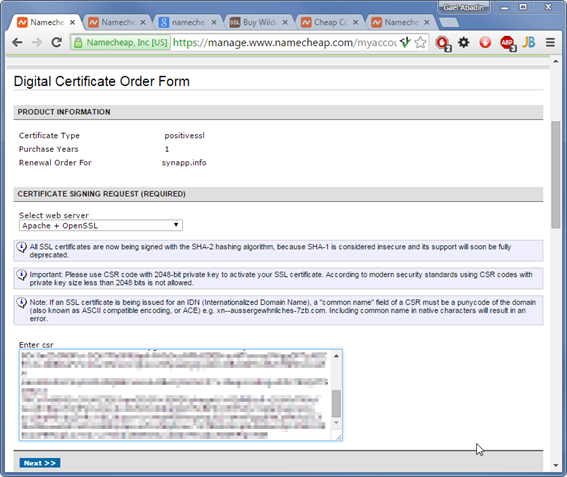 Gael Abadin
Namech
Namech
namech
Buy Wild
Cheap Co
Namech
Namecheap, Inc [US] https://manage.www.namecheap.com/myaccou
Digital Certificate Order Form
PRODUCT INFORMATION
Certificate Type positivessl
Purchase Years 1
Renewal Order For synapp.info
CERTIFICATE SIGNING REQUEST (REQUIRED)
Select web server
Apache + OpenSSL
All SSL certificates are now being signed with the SHA-2 hashing algorithm, because SHA-1 is considered insecure and its support will soon be fully
deprecated.
Important: Please use CSR code with 2048-bit private key to activate your SSL certificate. According to modern security standards using CSR codes with
private key size less than 2048 bits is not allowed.
Note: If an SSL certificate is being issued for an IDN (Internationalized Domain Name), a "common name" field of a CSR must be a punycode of the domain
(also known as ASCII compatible encoding, or ACE) e.g. xn--aussergewhnliches-7zb.com. Including common name in native characters will result in an
error.
Enter csr
Next >>